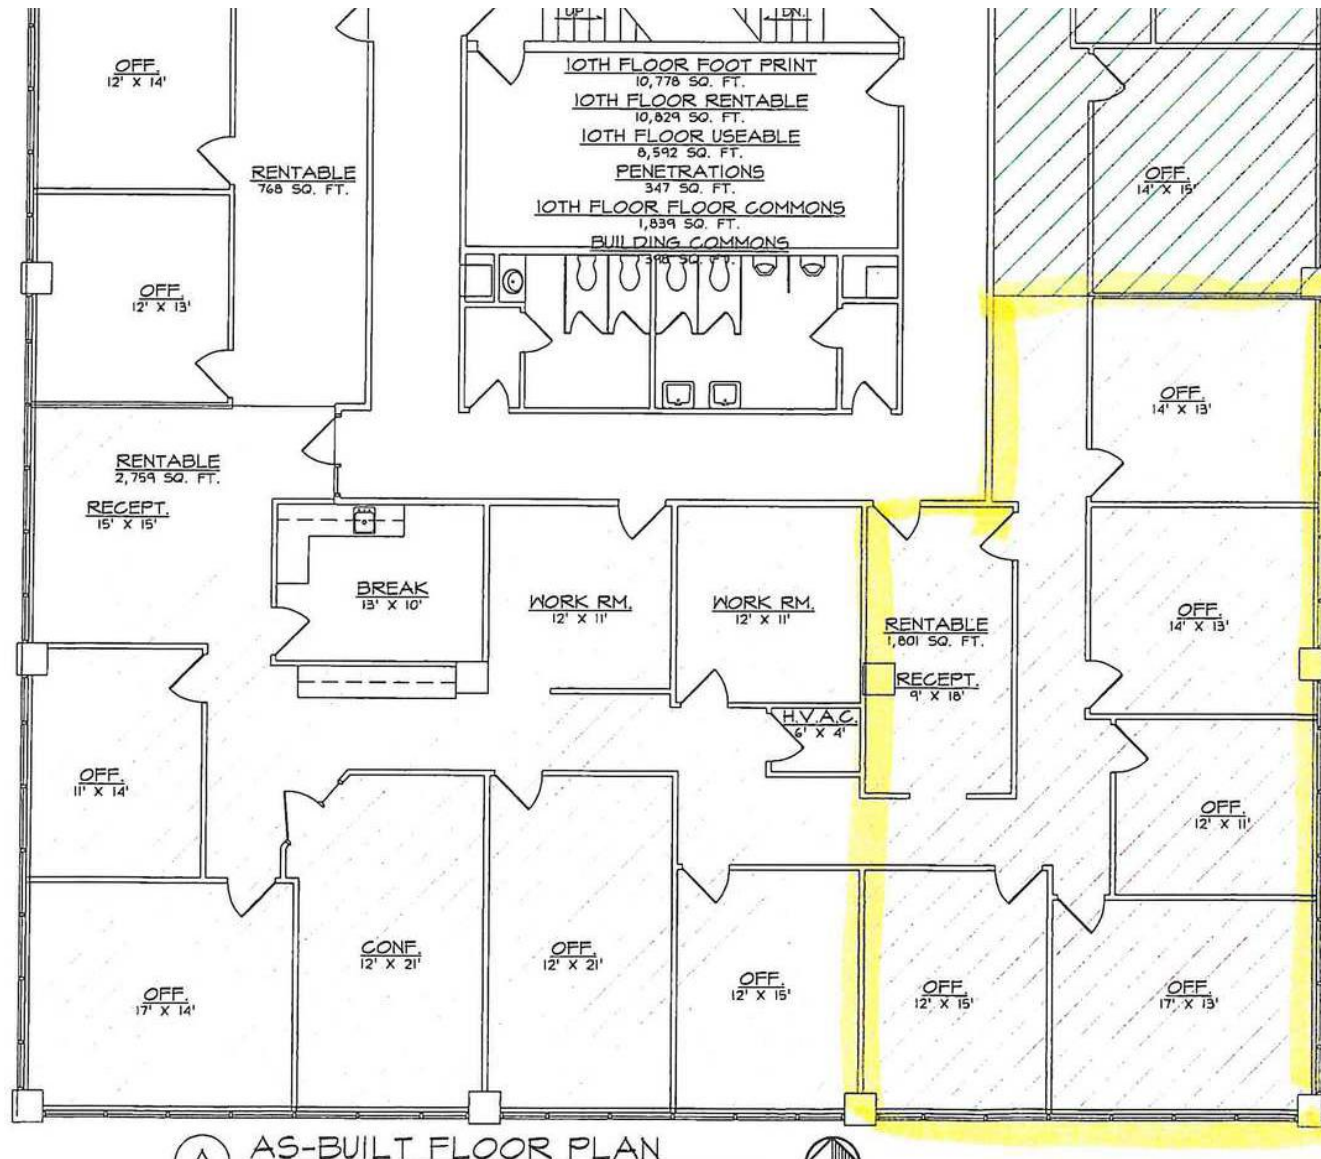 UP
DN.
OFF.
12' X 14'
10TH FLOOR FOOT PRINT
10,778 SQ. FT.
10TH FLOOR RENTABLE
10,829 SQ. FT.
10TH FLOOR USEABLE
8,592 SQ. FT.
PENETRATIONS
347 SQ. FT.
10TH FLOOR FLOOR COMMONS
1,839 SQ. FT.
BUILDING COMMONS
398 SQ. FT.
RENTABLE
768 SQ. FT.
OFF.
14' X 15'
OFF.
12' X 13'
OFF.
14' X 13'
RENTABLE
2,759 SQ. FT.
RECEPT.
15' X 15'
BREAK
13' X 10'
WORK RM.
12' X 11'
WORK RM.
12' X 11'
RENTABLE
1,801 SQ. FT.
RECEPT.
9' X 18'
OFF.
14' X 13'
H.V.A.C.
6' X 4'
OFF.
11' X 14'
OFF.
12' X 11'
CONF.
12' X 21'
OFF.
12' X 21'
OFF.
17' X 14'
OFF.
12' X 15'
OFF.
12' X 15'
OFF.
17' X 13'
A
AS-BUILT FLOOR PLAN